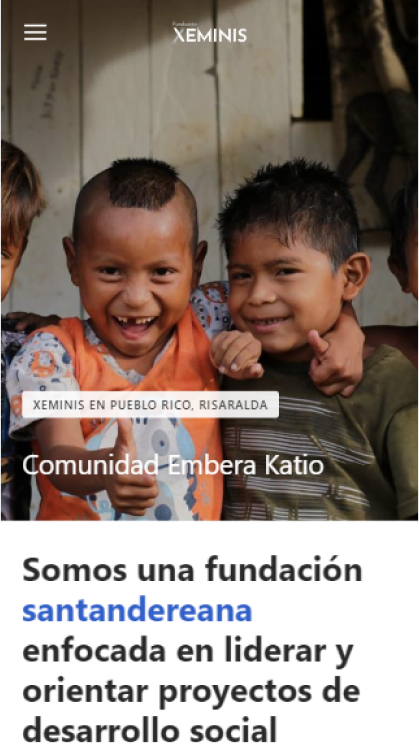 Fundación
XEMINIS
XEMINIS EN PUEBLO RICO, RISARALDA
Comunidad Embera Katio
Somos una fundación
santandereana
enfocada en liderar y
orientar proyectos de
desarrollo social